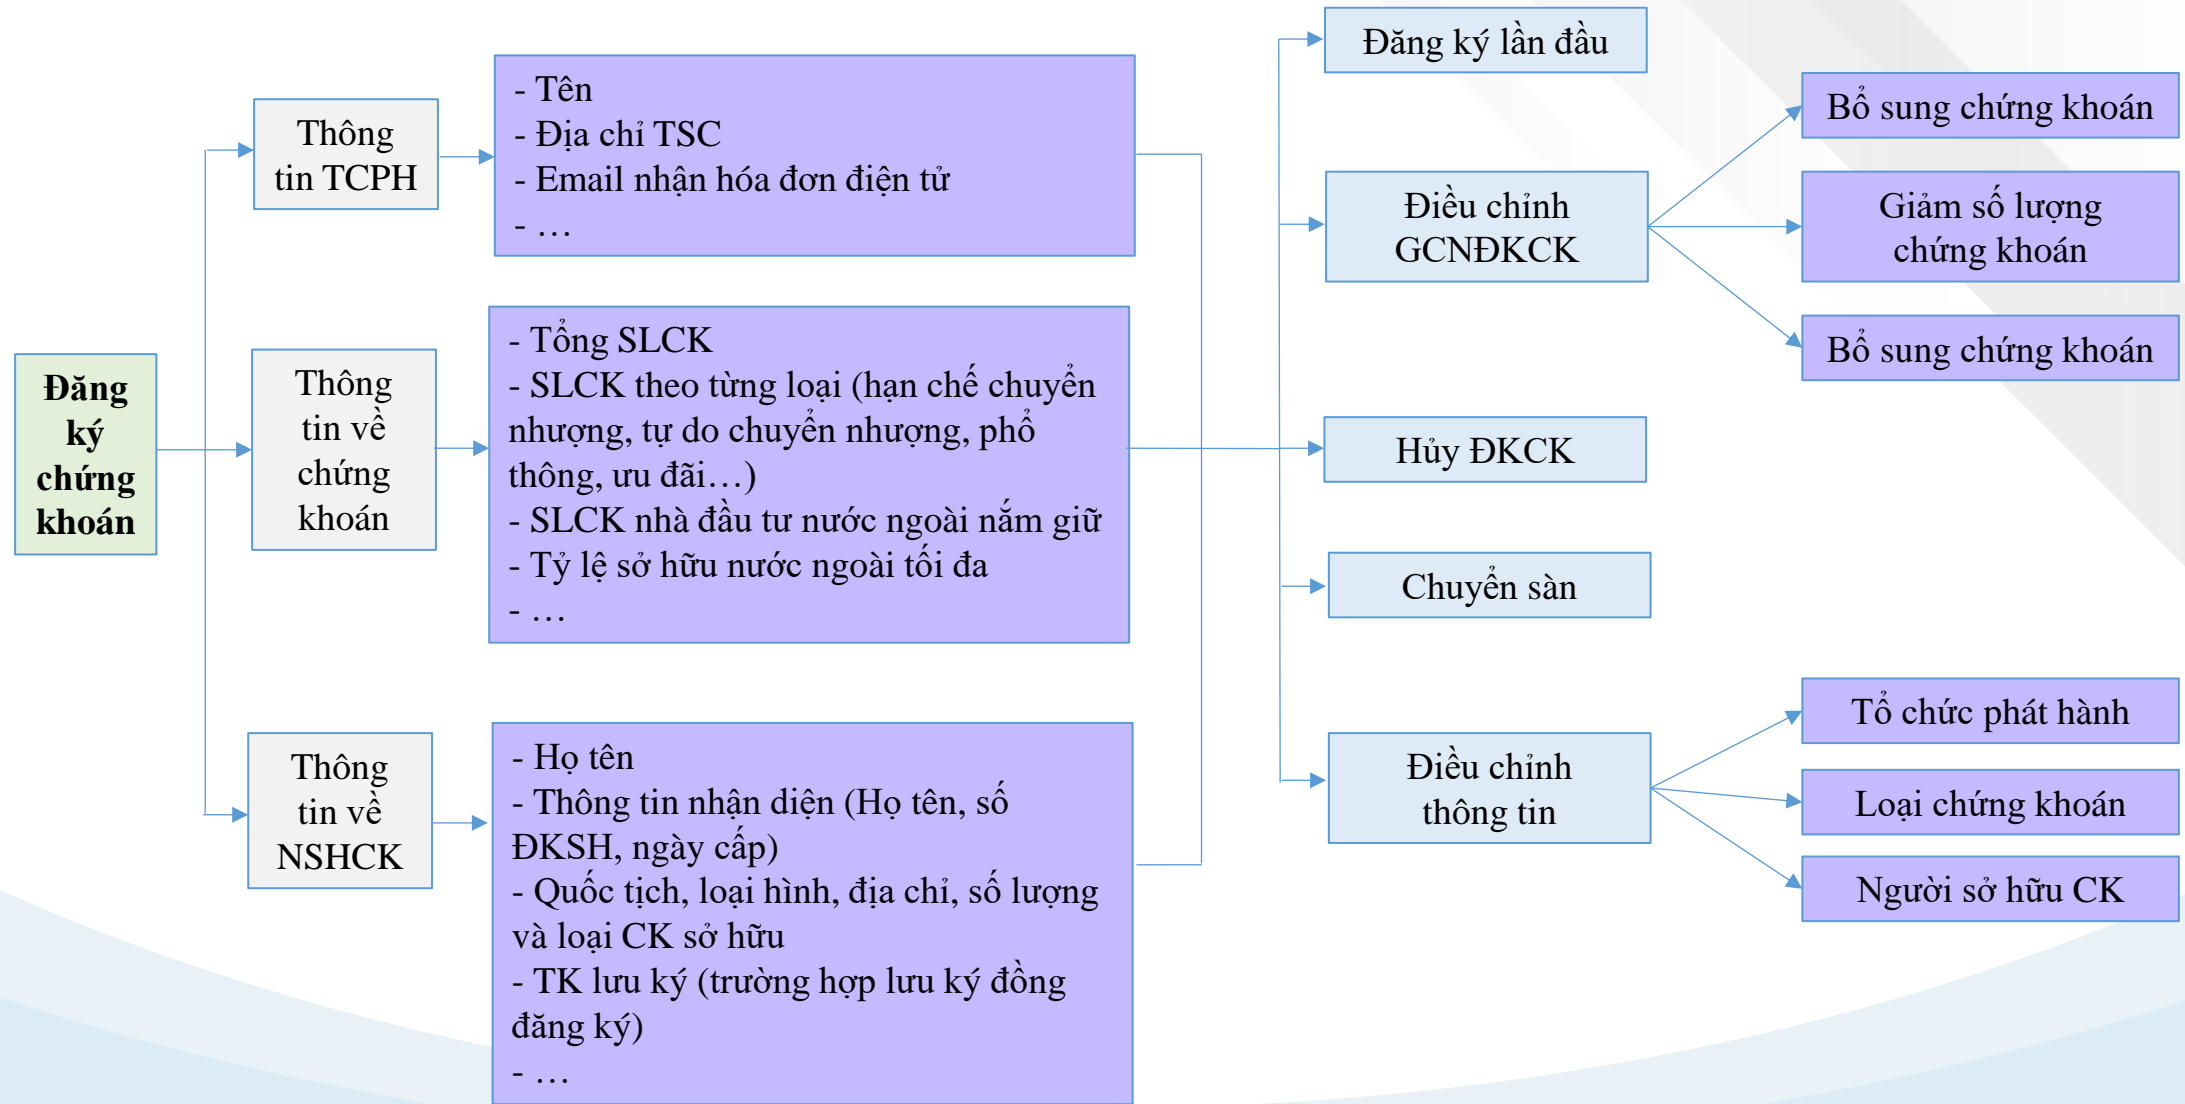 Đăng
ký
chứng
khoán
Thông
tin TCPH
- Tên
- Địa chỉ TSC
- Email nhận hóa đơn điện tử
- …
Thông
tin về
chứng
khoán
- Tổng SLCK
- SLCK theo từng loại (hạn chế chuyển
nhượng, tự do chuyển nhượng, phổ
thông, ưu đãi…)
- SLCK nhà đầu tư nước ngoài nắm giữ
- Tỷ lệ sở hữu nước ngoài tối đa
- …
Thông
tin về
NSHCK
- Họ tên
- Thông tin nhận diện (Họ tên, số
ĐKSH, ngày cấp)
- Quốc tịch, loại hình, địa chỉ, số lượng
và loại CK sở hữu
- TK lưu ký (trường hợp lưu ký đồng
đăng ký)
- …
Đăng ký lần đầu
Điều chỉnh
GCNĐKCK
Bổ sung chứng khoán
Giảm số lượng
chứng khoán
Bổ sung chứng khoán
Hủy ĐKCK
Chuyển sàn
Điều chỉnh
thông tin
Tổ chức phát hành
Loại chứng khoán
Người sở hữu CK